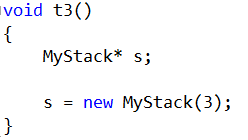 void t3()
{
    MyStack* s;

    s = new MyStack(3);
}